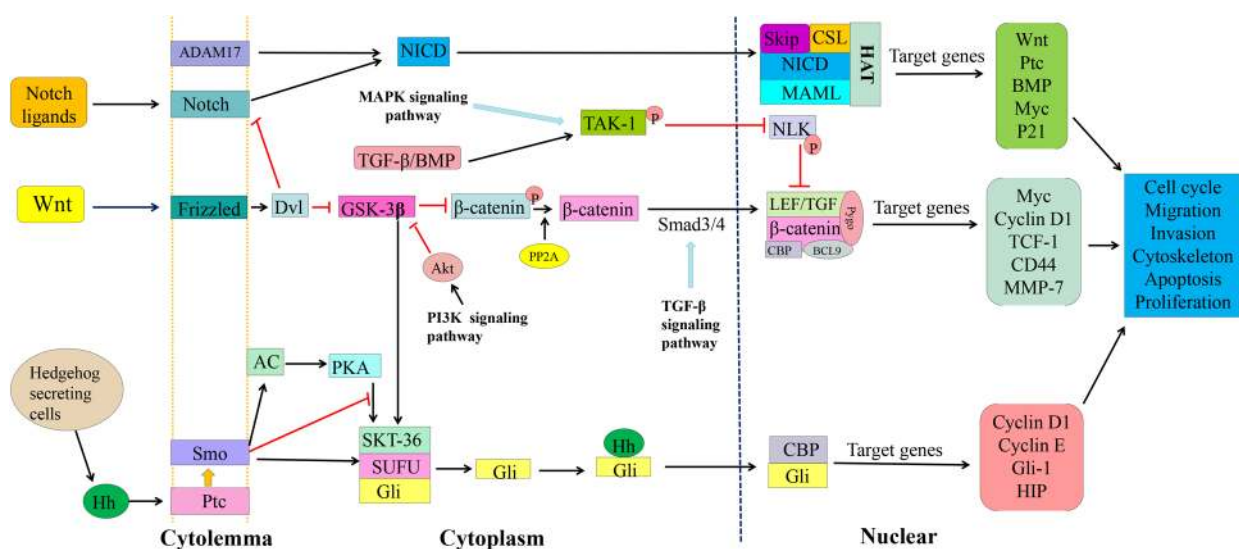 ADAM17
NICD
Skip
CSL
HAT
NICD
MAML
Target genes
Wnt
Ptc
BMP
Myc
P21
Notch
ligands
Notch
MAPK signaling
pathway
TAK-1
P
NLK
P
TGF-β/BMP
Wnt
Frizzled
Dvl
GSK-3β
β-catenin
P
β-catenin
Smad3/4
LEF/TGF
β-catenin
Pygo
CBP
BCL9
Target genes
Myc
Cyclin D1
TCF-1
CD44
MMP-7
Cell cycle
Migration
Invasion
Cytoskeleton
Apoptosis
Proliferation
Akt
PP2A
PI3K signaling
pathway
TGF-β
signaling
pathway
Hedgehog
secreting
cells
AC
PKA
Smo
SKT-36
SUFU
Gli
Gli
Hh
Gli
CBP
Gli
Target genes
Cyclin D1
Cyclin E
Gli-1
HIP
Hh
Ptc
Cytolemma
Cytoplasm
Nuclear